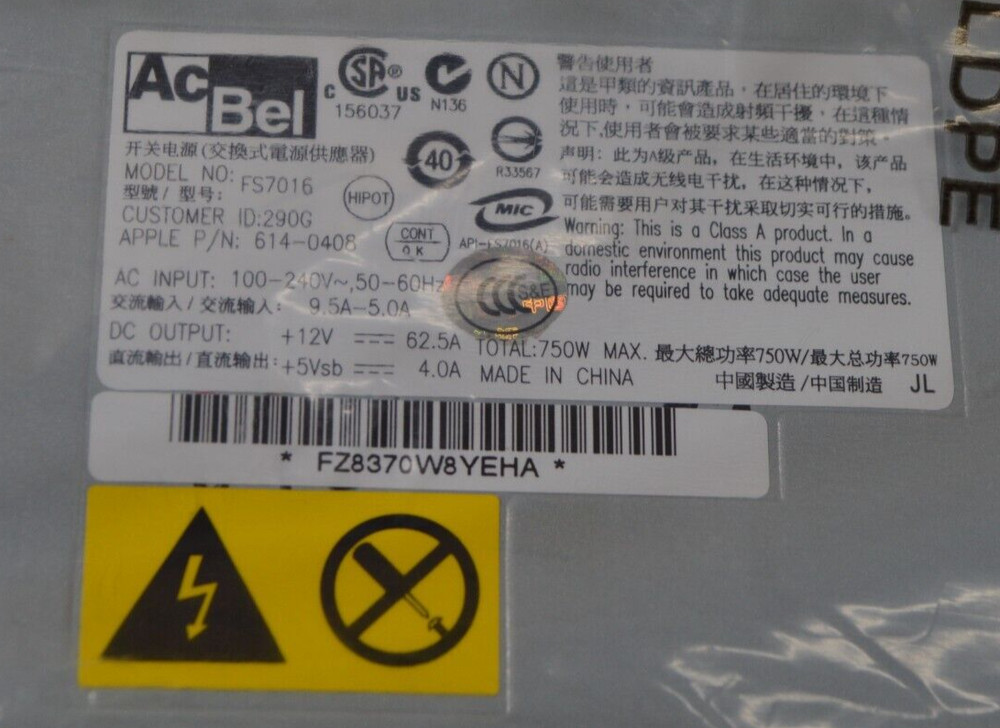 AcBel
C SA® US
156037
N136
N
40
R33567
开关电源(交换式電源供應器)
MODEL NO: FS7016
型號/型号:
HIPOT
CUSTOMER ID:290G
APPLE P/N: 614-0408
CONT
O.K
MIC
API-FS7016(A)
AC INPUT: 100-240V~,50-60Hz
交流輸入/交流输入: 9.5A-5.0A
DC OUTPUT: +12V 62.5A
直流輸出/直流输出: +5Vsb 4.0A
S&E
TOTAL:750W MAX. 最大總功率750W/最大总功率750W
MADE IN CHINA 中國製造/中国制造 JL
警告使用者
這是甲類的資訊產品，在居住的環境下
使用時，可能會造成射頻干擾，在這種情
況下,使用者會被要求某些適當的對策。
声明: 此为A级产品，在生活环境中，该产品
可能会造成无线电干扰，在这种情况下，
可能需要用户对其干扰采取切实可行的措施。
Warning: This is a Class A product. In a
domestic environment this product may cause
radio interference in which case the user
may be required to take adequate measures.
* FZ8370W8YEHA *
LDPE